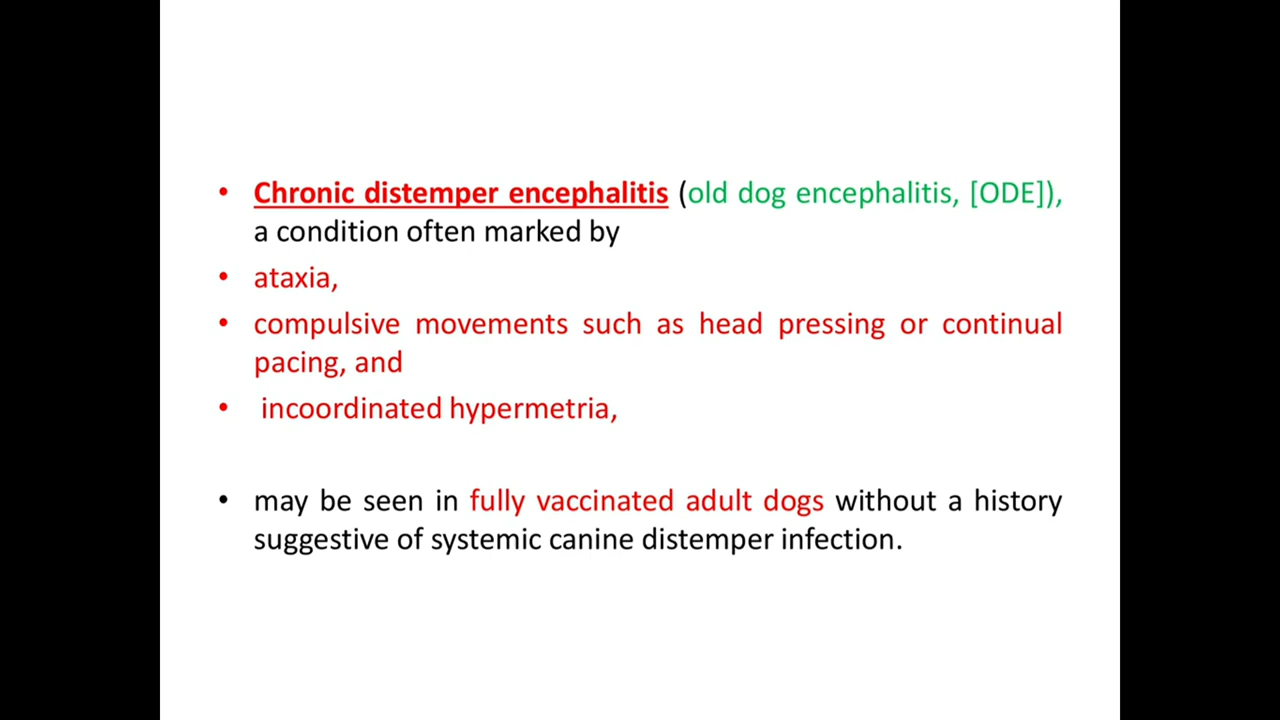 • Chronic distemper encephalitis (old dog encephalitis, [ODE]),
a condition often marked by
• ataxia,
• compulsive movements such as head pressing or continual
pacing, and
• incoordinated hypermetria,
• may be seen in fully vaccinated adult dogs without a history
suggestive of systemic canine distemper infection.